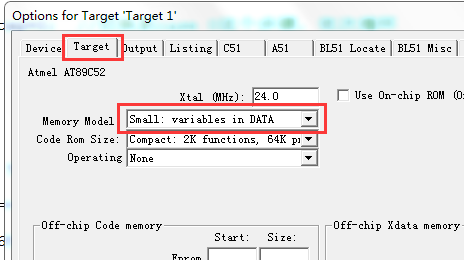 Options for Target 'Target 1'
Device Target Output Listing C51 A51 BL51 Locate BL51 Misc
Atmel AT89C52
Xtal (MHz): 24.0 Use On-chip ROM
Memory Model Small: variables in DATA
Code Rom Size: Compact: 2K functions, 64K
Operating None
Off-chip Code memory Off-chip Xdata memory
Start: Size:
Eprom